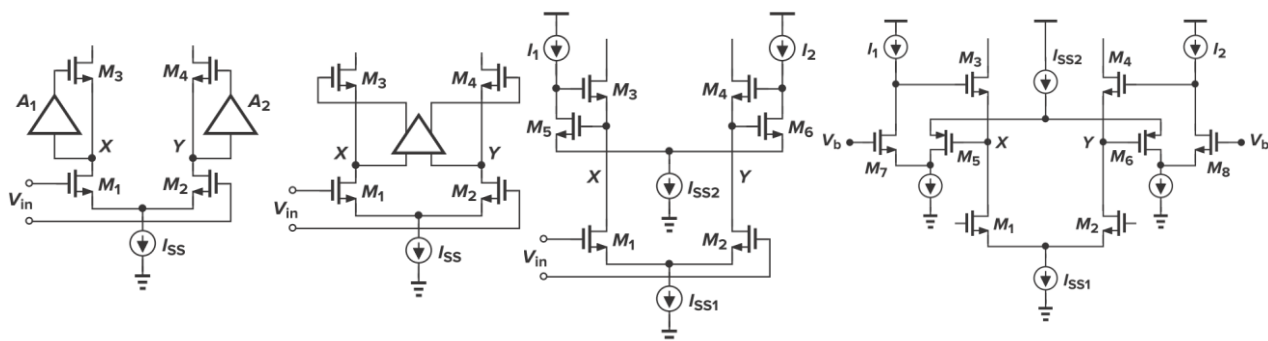 M3 M4
A1 A2
X Y
M1 M2
Vin
ISS
M3 M4
X Y
M1 M2
Vin
ISS
I1 I2
M3 M4
M5 M6
X Y
ISS2
M1 M2
Vin
ISS1
I1 ISS2 I2
M3 M4
Vb M5 X Y M6 Vb
M7 M8
M1 M2
ISS1